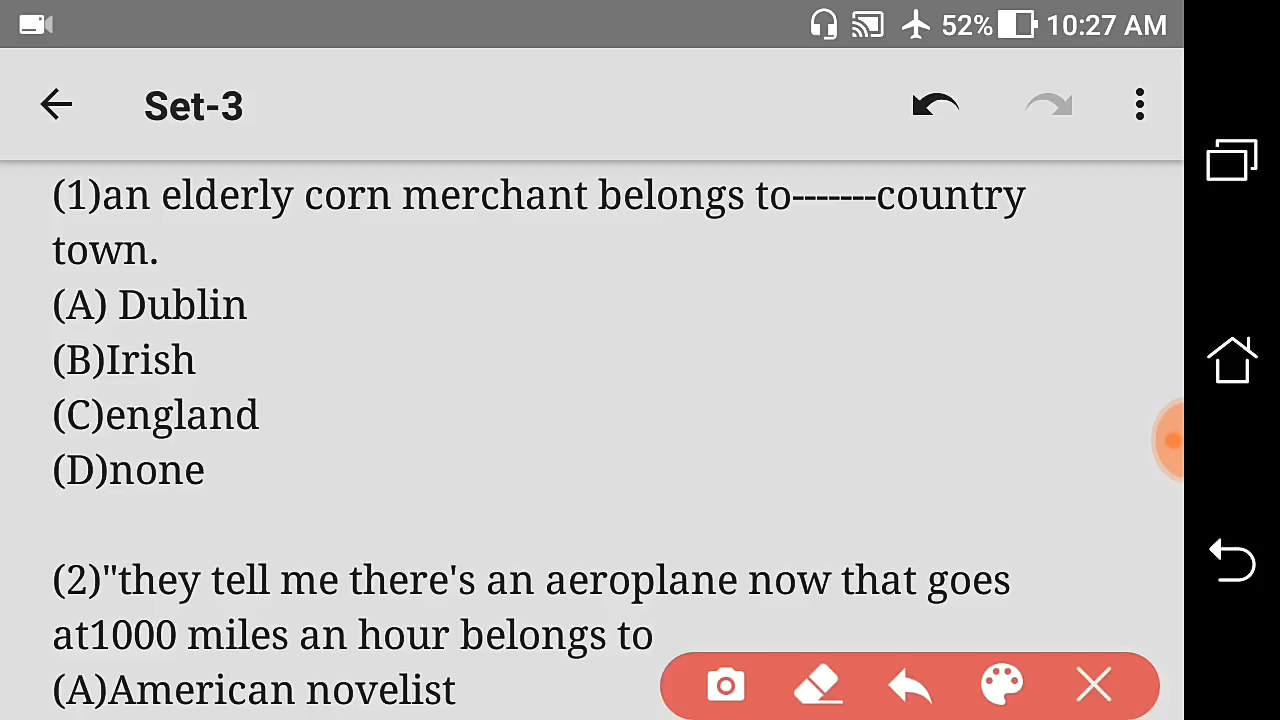 52% 10:27 AM
Set-3
(1)an elderly corn merchant belongs to-------country
town.
(A) Dublin
(B)Irish
(C)england
(D)none
(2)"they tell me there's an aeroplane now that goes
at1000 miles an hour belongs to
(A)American novelist